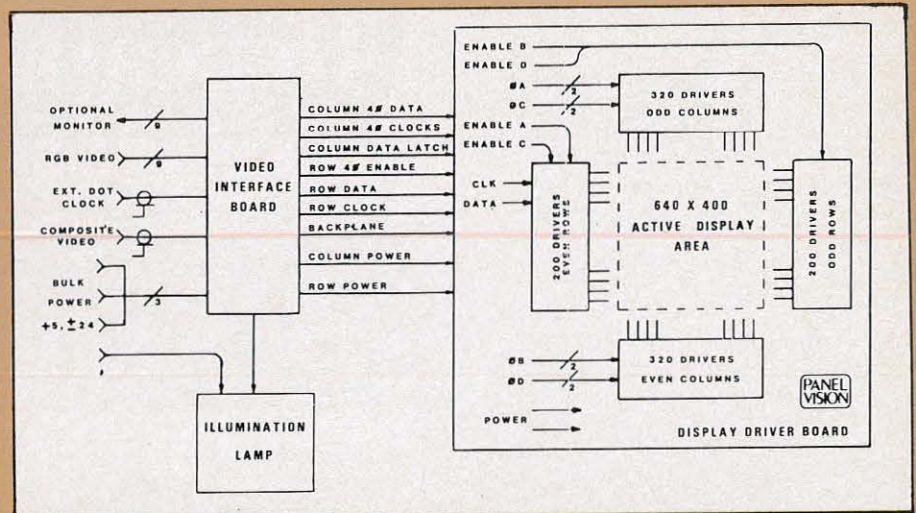 OPTIONAL
MONITOR
9
RGB VIDEO
9
EXT. DOT
CLOCK
COMPOSITE
VIDEO
BULK
POWER
3
+5, ±24
VIDEO
INTERFACE
BOARD
ILLUMINATION
LAMP
COLUMN 4Ø DATA
COLUMN 4Ø CLOCKS
COLUMN DATA LATCH
ROW 4Ø ENABLE
ROW DATA
ROW CLOCK
BACKPLANE
COLUMN POWER
ROW POWER
ENABLE B
ENABLE D
ØA
2
ØC
2
320 DRIVERS
ODD COLUMNS
ENABLE A
ENABLE C
CLK
DATA
200 DRIVERS
EVEN ROWS
640 X 400
ACTIVE DISPLAY
AREA
200 DRIVERS
ODD ROWS
ØB
2
ØD
2
320 DRIVERS
EVEN COLUMNS
POWER
PANEL
VISION
DISPLAY DRIVER BOARD